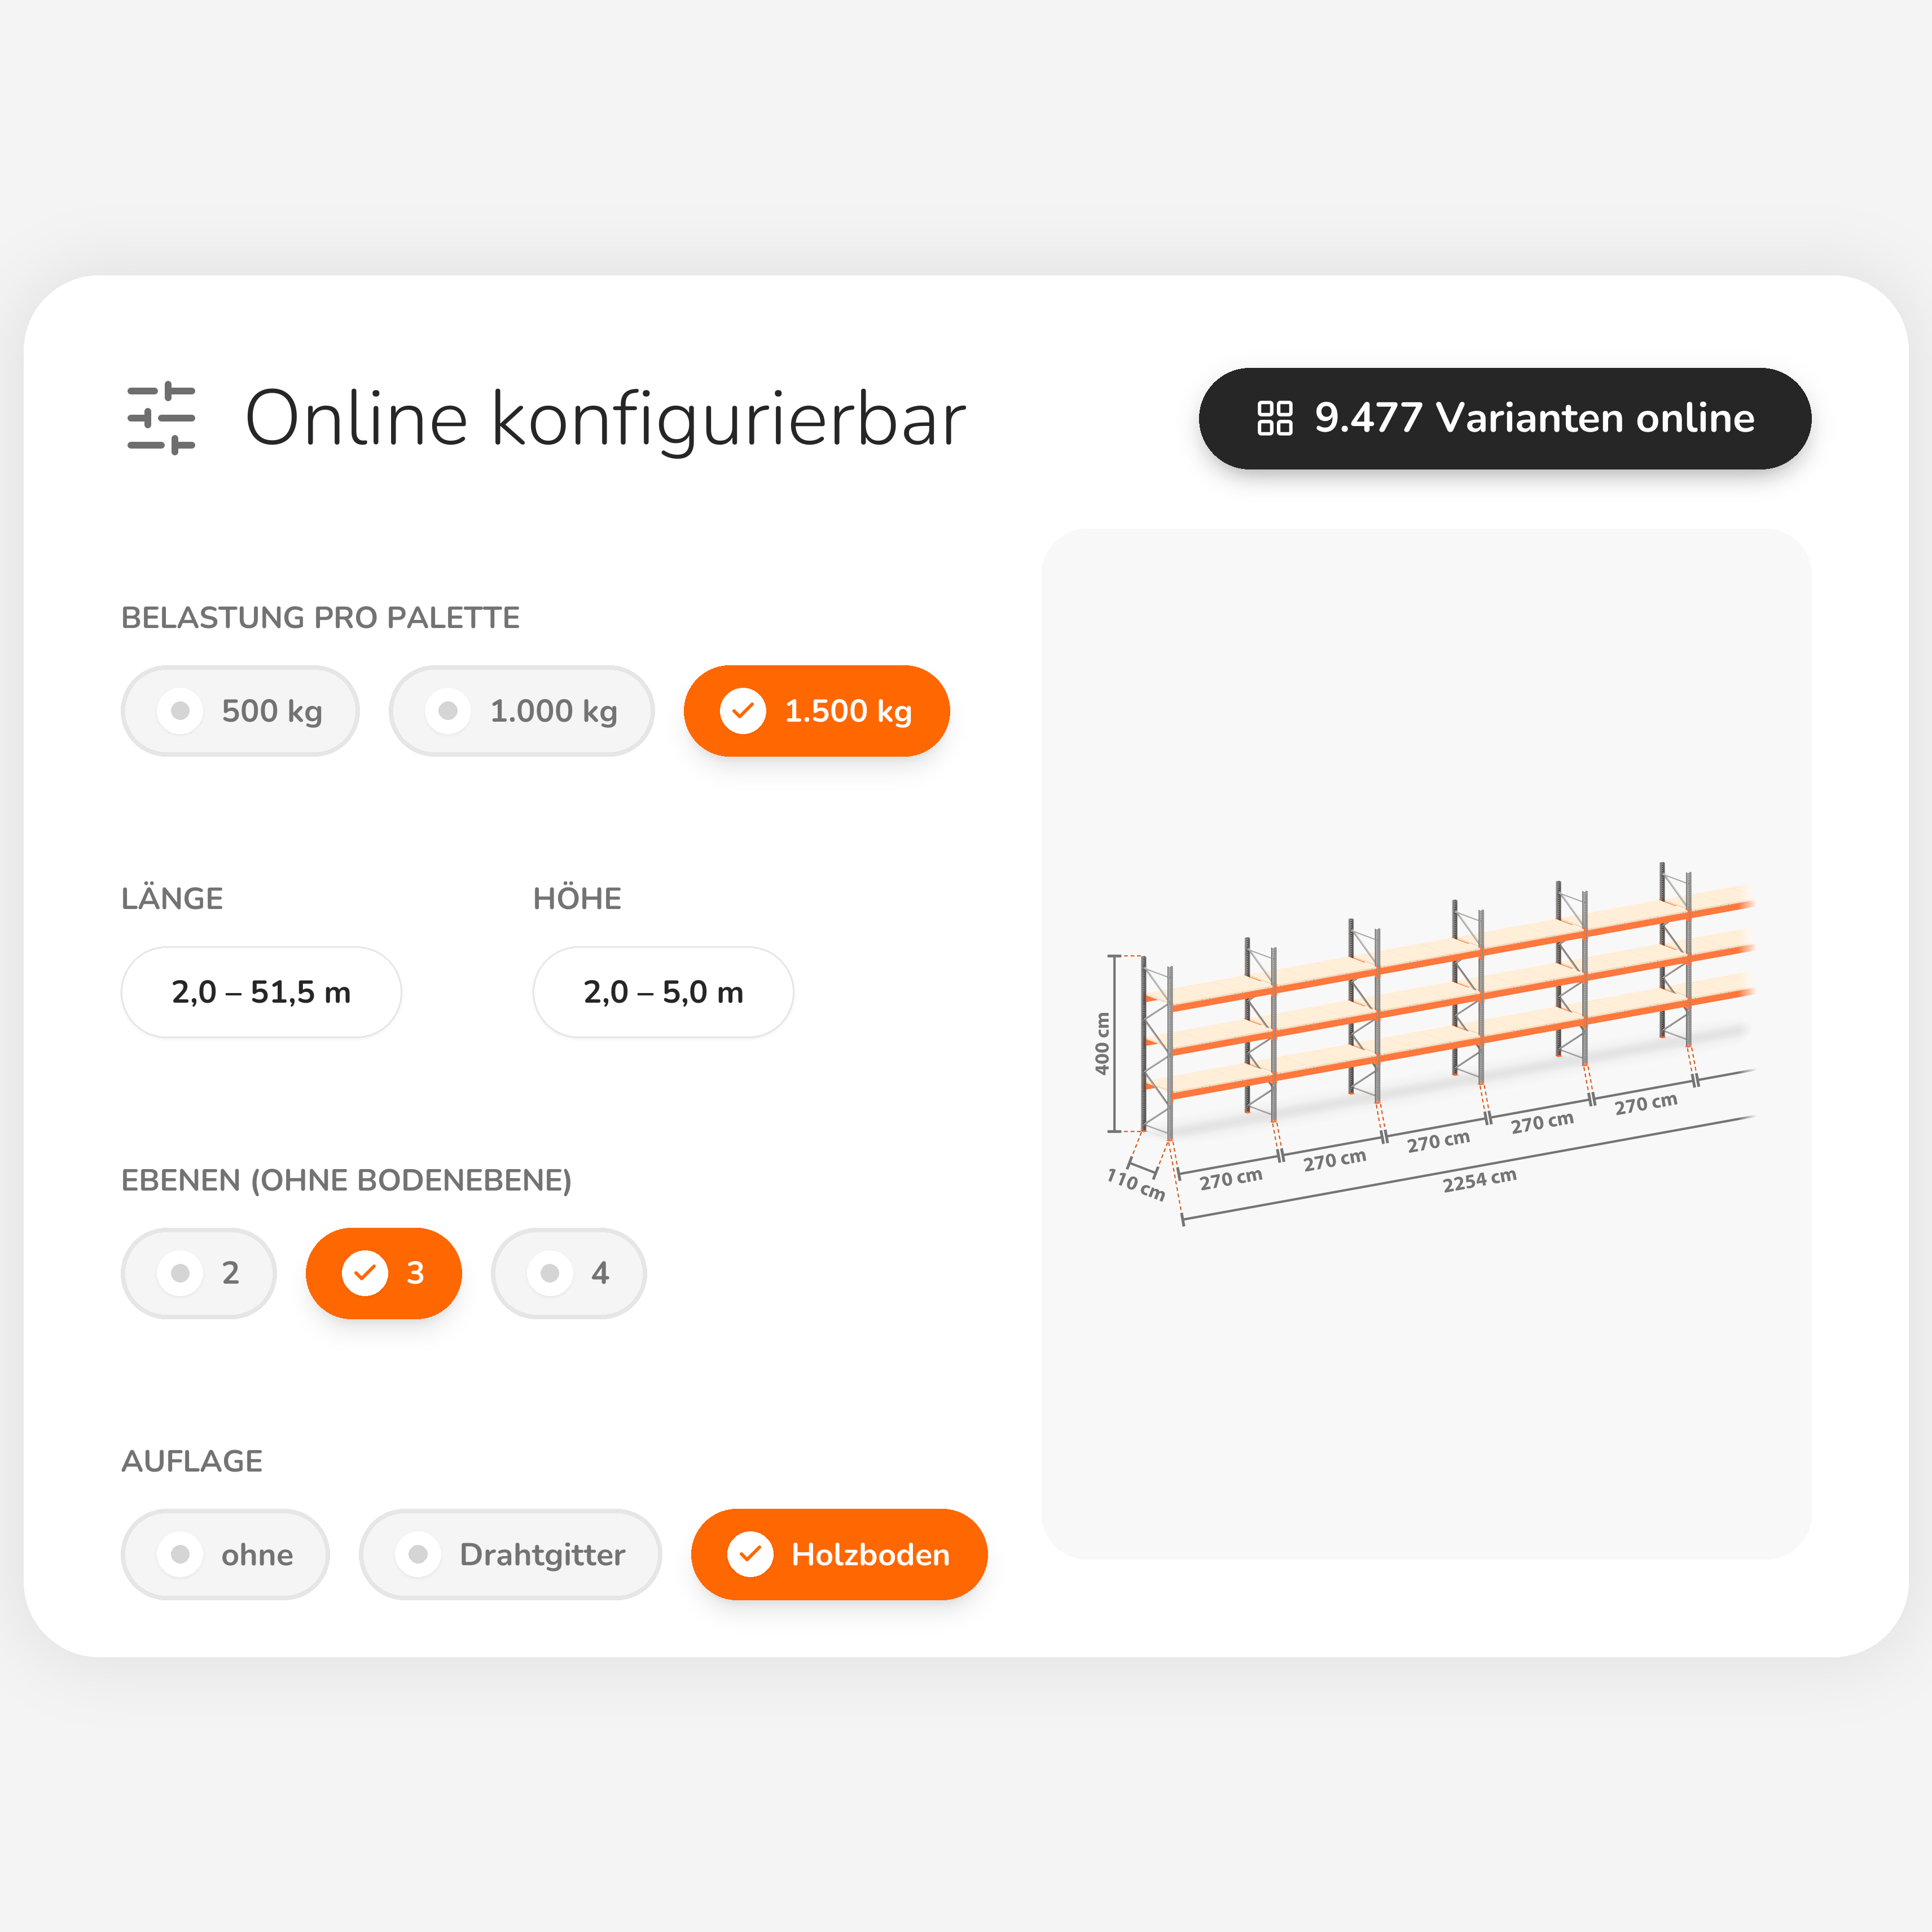 Online konfigurierbar
9.477 Varianten online
BELASTUNG PRO PALETTE
500 kg
1.000 kg
1.500 kg
LÄNGE
HÖHE
2,0 – 51,5 m
2,0 – 5,0 m
EBENEN (OHNE BODENEBENE)
2
3
4
AUFLAGE
ohne
Drahtgitter
Holzboden
400 cm
110 cm
270 cm
270 cm
270 cm
270 cm
270 cm
2254 cm